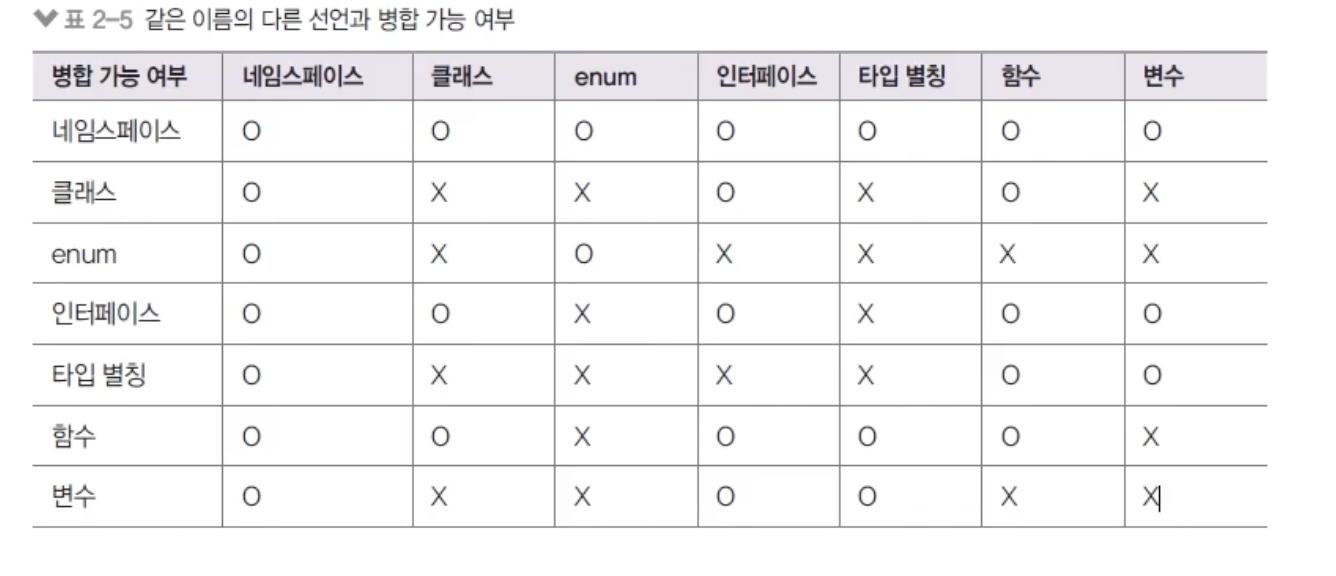 표 2-5 같은 이름의 다른 선언과 병합 가능 여부
병합 가능 여부 네임스페이스 클래스 enum 인터페이스 타입 별칭 함수 변수
네임스페이스 O O O O O O O
클래스 O X X O X O X
enum O X O X X X X
인터페이스 O O X O X O O
타입 별칭 O X X X X O O
함수 O O X O O O X
변수 O X X O O X X